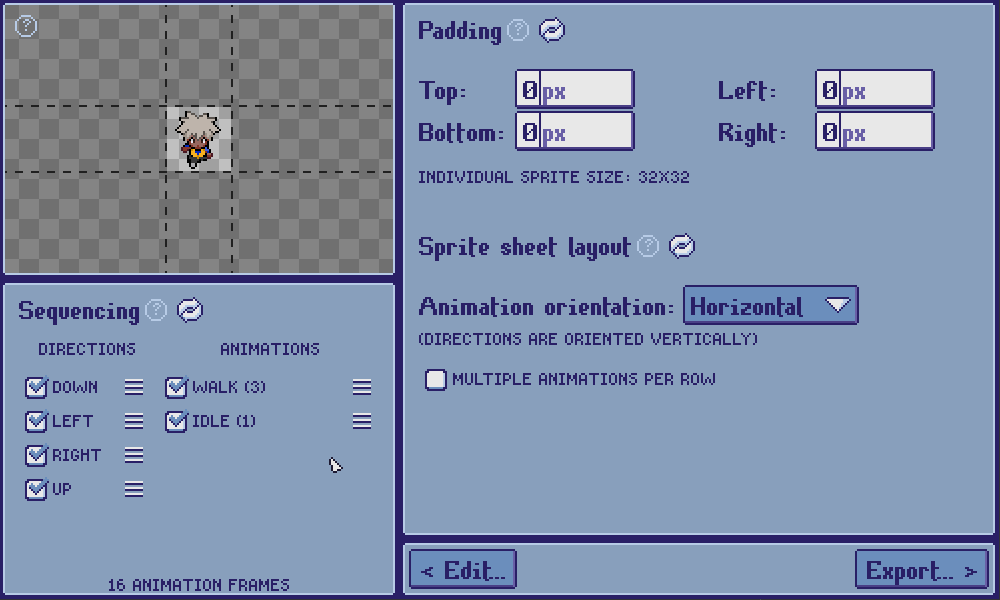 ?
Padding ?
Top: 0px Left: 0px
Bottom: 0px Right: 0px
INDIVIDUAL SPRITE SIZE: 32X32
Sprite sheet layout ?
Animation orientation: Horizontal
(DIRECTIONS ARE ORIENTED VERTICALLY)
MULTIPLE ANIMATIONS PER ROW
Sequencing ?
DIRECTIONS ANIMATIONS
DOWN WALK (3)
LEFT IDLE (1)
RIGHT
UP
16 ANIMATION FRAMES
< Edit... Export... >